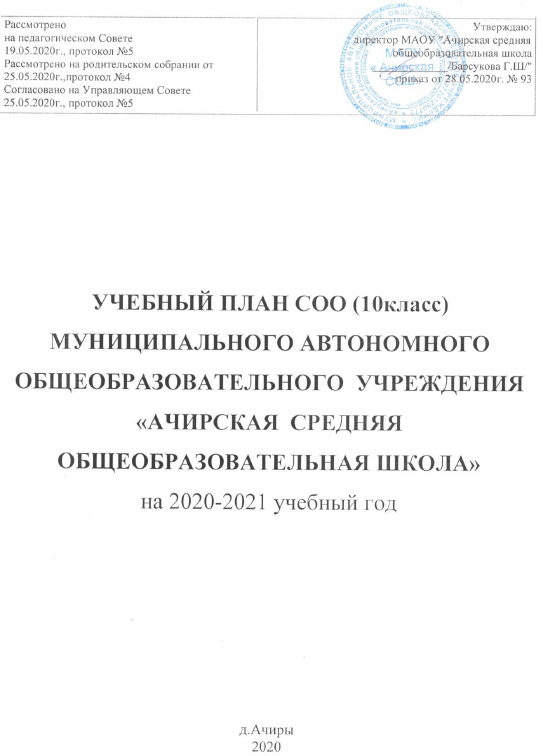 Рассмотрено
на педагогическом Совете
19.05.2020г., протокол №5
Рассмотрено на родительском собрании от
25.05.2020г.,протокол №4
Согласовано на Управляющем Совете
25.05.2020г., протокол №5
Утверждаю:
директор МАОУ "Ачирская средняя
общеобразовательная школа
/Барсукова Г.Ш/"
приказ от 28.05.2020г. № 93
МАОУ
« Ачирская
СОШ»
УЧЕБНЫЙ ПЛАН СОО (10класс)
МУНИЦИПАЛЬНОГО АВТОНОМНОГО
ОБЩЕОБРАЗОВАТЕЛЬНОГО УЧРЕЖДЕНИЯ
«АЧИРСКАЯ СРЕДНЯЯ
ОБЩЕОБРАЗОВАТЕЛЬНАЯ ШКОЛА»
на 2020-2021 учебный год
д.Ачиры
2020